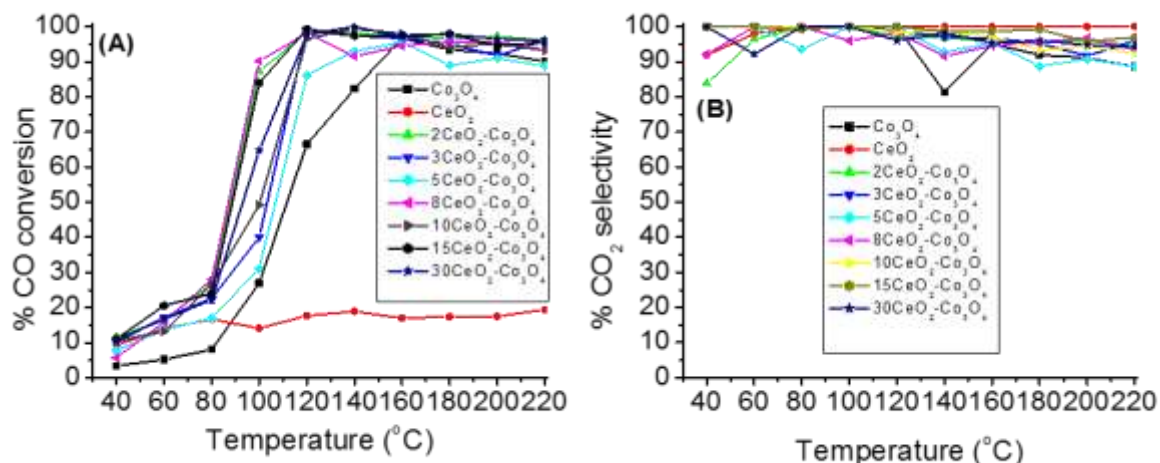 (A)
% CO conversion
100
90
80
70
60
50
40
30
20
10
0
Co₃O₄
CeO₂
2CeO₂-Co₃O₄
3CeO₂-Co₃O₄
5CeO₂-Co₃O₄
8CeO₂-Co₃O₄
10CeO₂-Co₃O₄
15CeO₂-Co₃O₄
30CeO₂-Co₃O₄
40 60 80 100 120 140 160 180 200 220
Temperature (°C)
(B)
% CO₂ selectivity
100
90
80
70
60
50
40
30
20
10
0
Co₃O₄
CeO₂
2CeO₂-Co₃O₄
3CeO₂-Co₃O₄
5CeO₂-Co₃O₄
8CeO₂-Co₃O₄
10CeO₂-Co₃O₄
15CeO₂-Co₃O₄
30CeO₂-Co₃O₄
40 60 80 100 120 140 160 180 200 220
Temperature (°C)